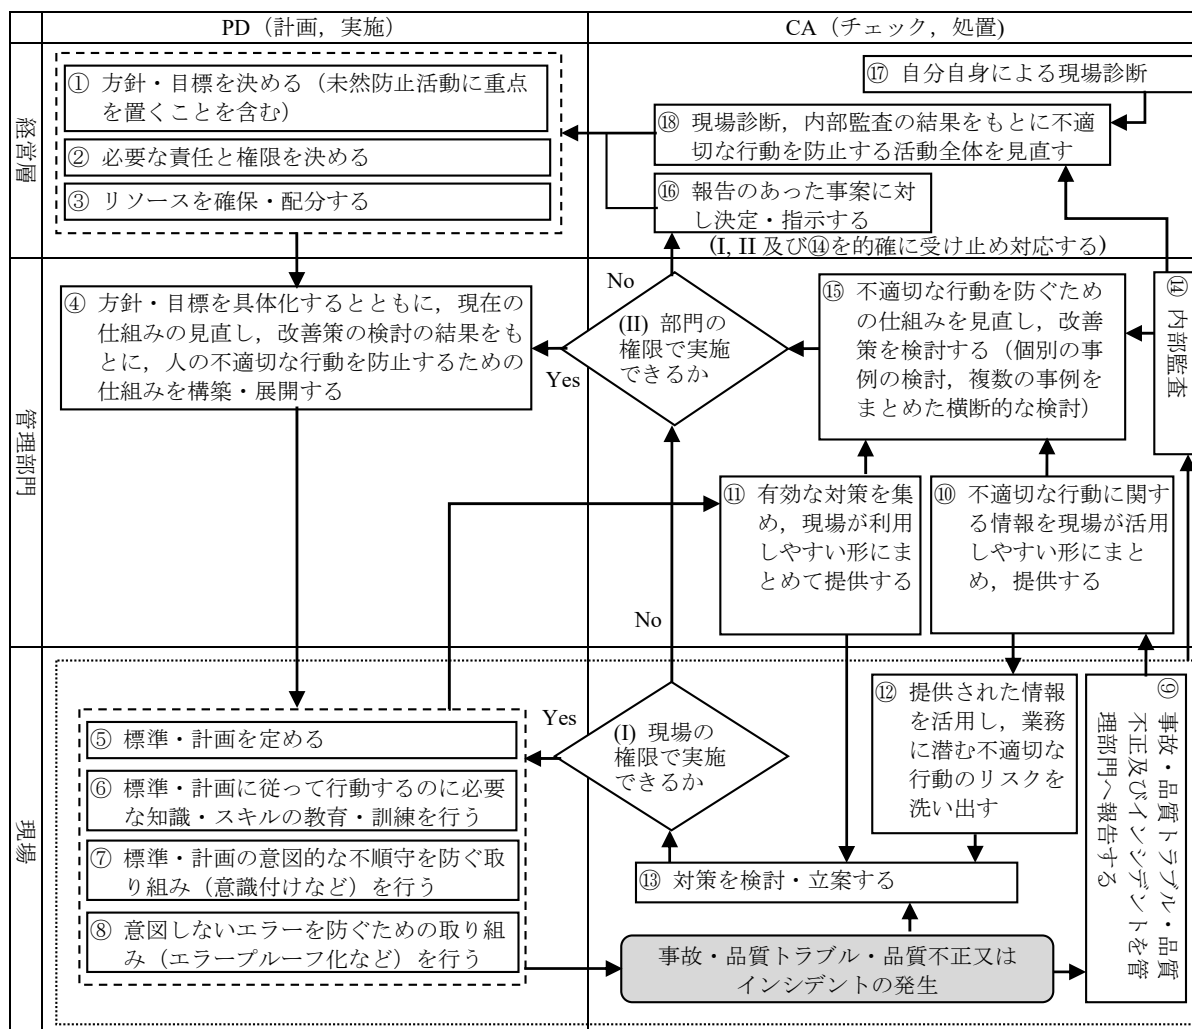 PD（計画，実施）
CA（チェック，処置）
経営層
① 方針・目標を決める（未然防止活動に重点
を置くことを含む）
② 必要な責任と権限を決める
③ リソースを確保・配分する
⑰ 自分自身による現場診断
⑱ 現場診断，内部監査の結果をもとに不適
切な行動を防止する活動全体を見直す
⑯ 報告のあった事案に対
し決定・指示する
(I, II 及び⑭を的確に受け止め対応する)
管理部門
④ 方針・目標を具体化するとともに，現在の
仕組みの見直し，改善策の検討の結果をも
とに，人の不適切な行動を防止するための
仕組みを構築・展開する
No
(II) 部門の
権限で実施
できるか
Yes
⑮ 不適切な行動を防ぐため
の仕組みを見直し，改善
策を検討する（個別の事
例の検討，複数の事例を
まとめた横断的な検討）
⑭ 内部監査
⑪ 有効な対策を集
め，現場が利用
しやすい形にま
とめて提供する
⑩ 不適切な行動に関す
る情報を現場が活用
しやすい形にまと
め，提供する
No
現場
⑤ 標準・計画を定める
⑥ 標準・計画に従って行動するのに必要
な知識・スキルの教育・訓練を行う
⑦ 標準・計画の意図的な不順守を防ぐ取
り組み（意識付けなど）を行う
⑧ 意図しないエラーを防ぐための取り組
み（エラープルーフ化など）を行う
Yes
(I) 現場の
権限で実施
できるか
⑫ 提供された情報
を活用し，業務
に潜む不適切な
行動のリスクを
洗い出す
⑨ 事故・品質トラブル・品質
不正及びインシデントを管
理部門へ報告する
⑬ 対策を検討・立案する
事故・品質トラブル・品質不正又は
インシデントの発生